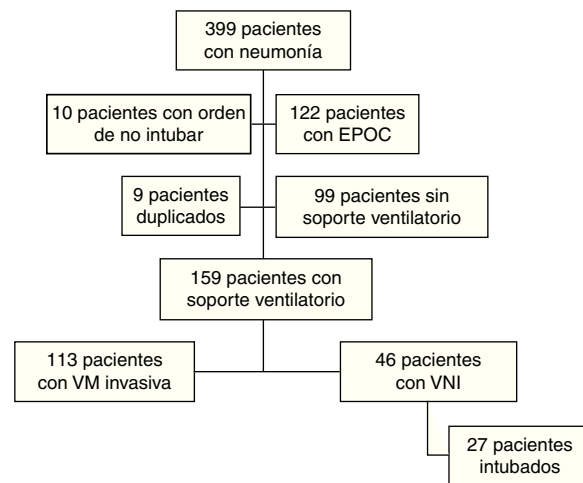 399 pacientes
con neumonía
10 pacientes con orden
de no intubar
122 pacientes
con EPOC
9 pacientes
duplicados
99 pacientes sin
soporte ventilatorio
159 pacientes con
soporte ventilatorio
113 pacientes
con VM invasiva
46 pacientes
con VNI
27 pacientes
intubados